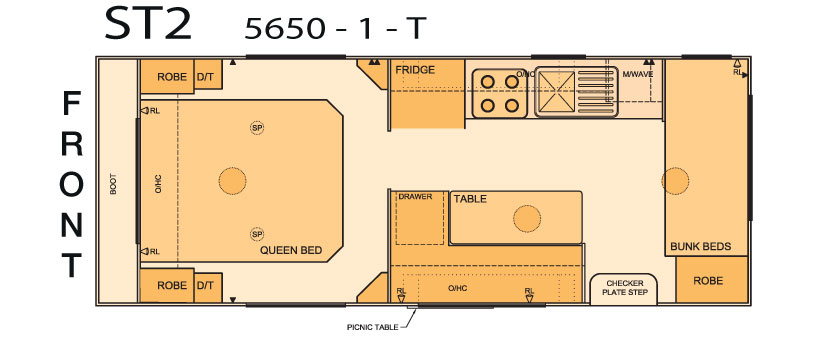 ST2 5650 - 1 - T
FRONT
BOOT
ROBE D/T
FRIDGE
O/HC
M/WAVE
RL
RL
SP
O/HC
SP
RL
QUEEN BED
DRAWER
TABLE
BUNK BEDS
ROBE D/T
RL
O/HC
RL
CHECKER
PLATE STEP
ROBE
PICNIC TABLE